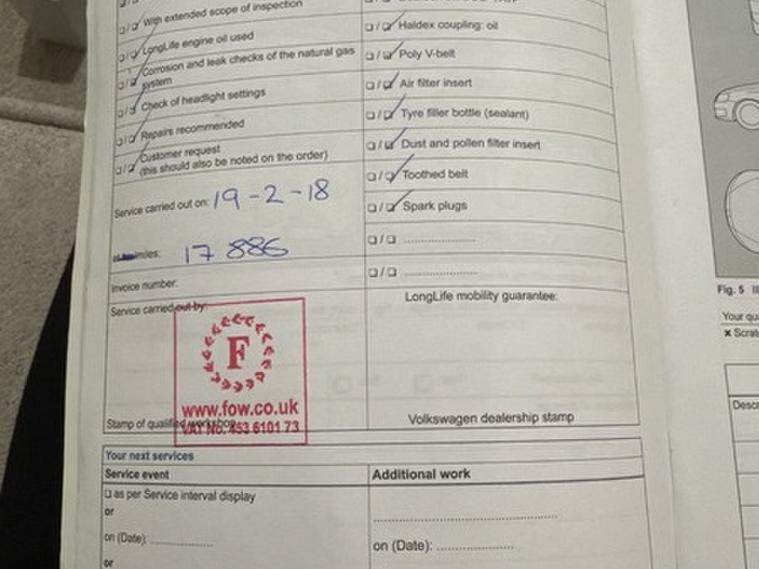 With extended scope of inspection
LongLife engine oil used
Corrosion and leak checks of the natural gas
system
Check of headlight settings
Repairs recommended
Customer request
(this should also be noted on the order)
Service carried out on: 19-2-18
miles: 17 886
Invoice number:
Service carried out by:
F
www.fow.co.uk
VAT No. 453 6101 73
Stamp of qualified workshop
Haldex coupling: oil
Poly V-belt
Air filter insert
Tyre filler bottle (sealant)
Dust and pollen filter insert
Toothed belt
Spark plugs
LongLife mobility guarantee:
Volkswagen dealership stamp
Your next services
Service event
Additional work
as per Service interval display
or
on (Date):
or
on (Date):
Fig. 5
Your